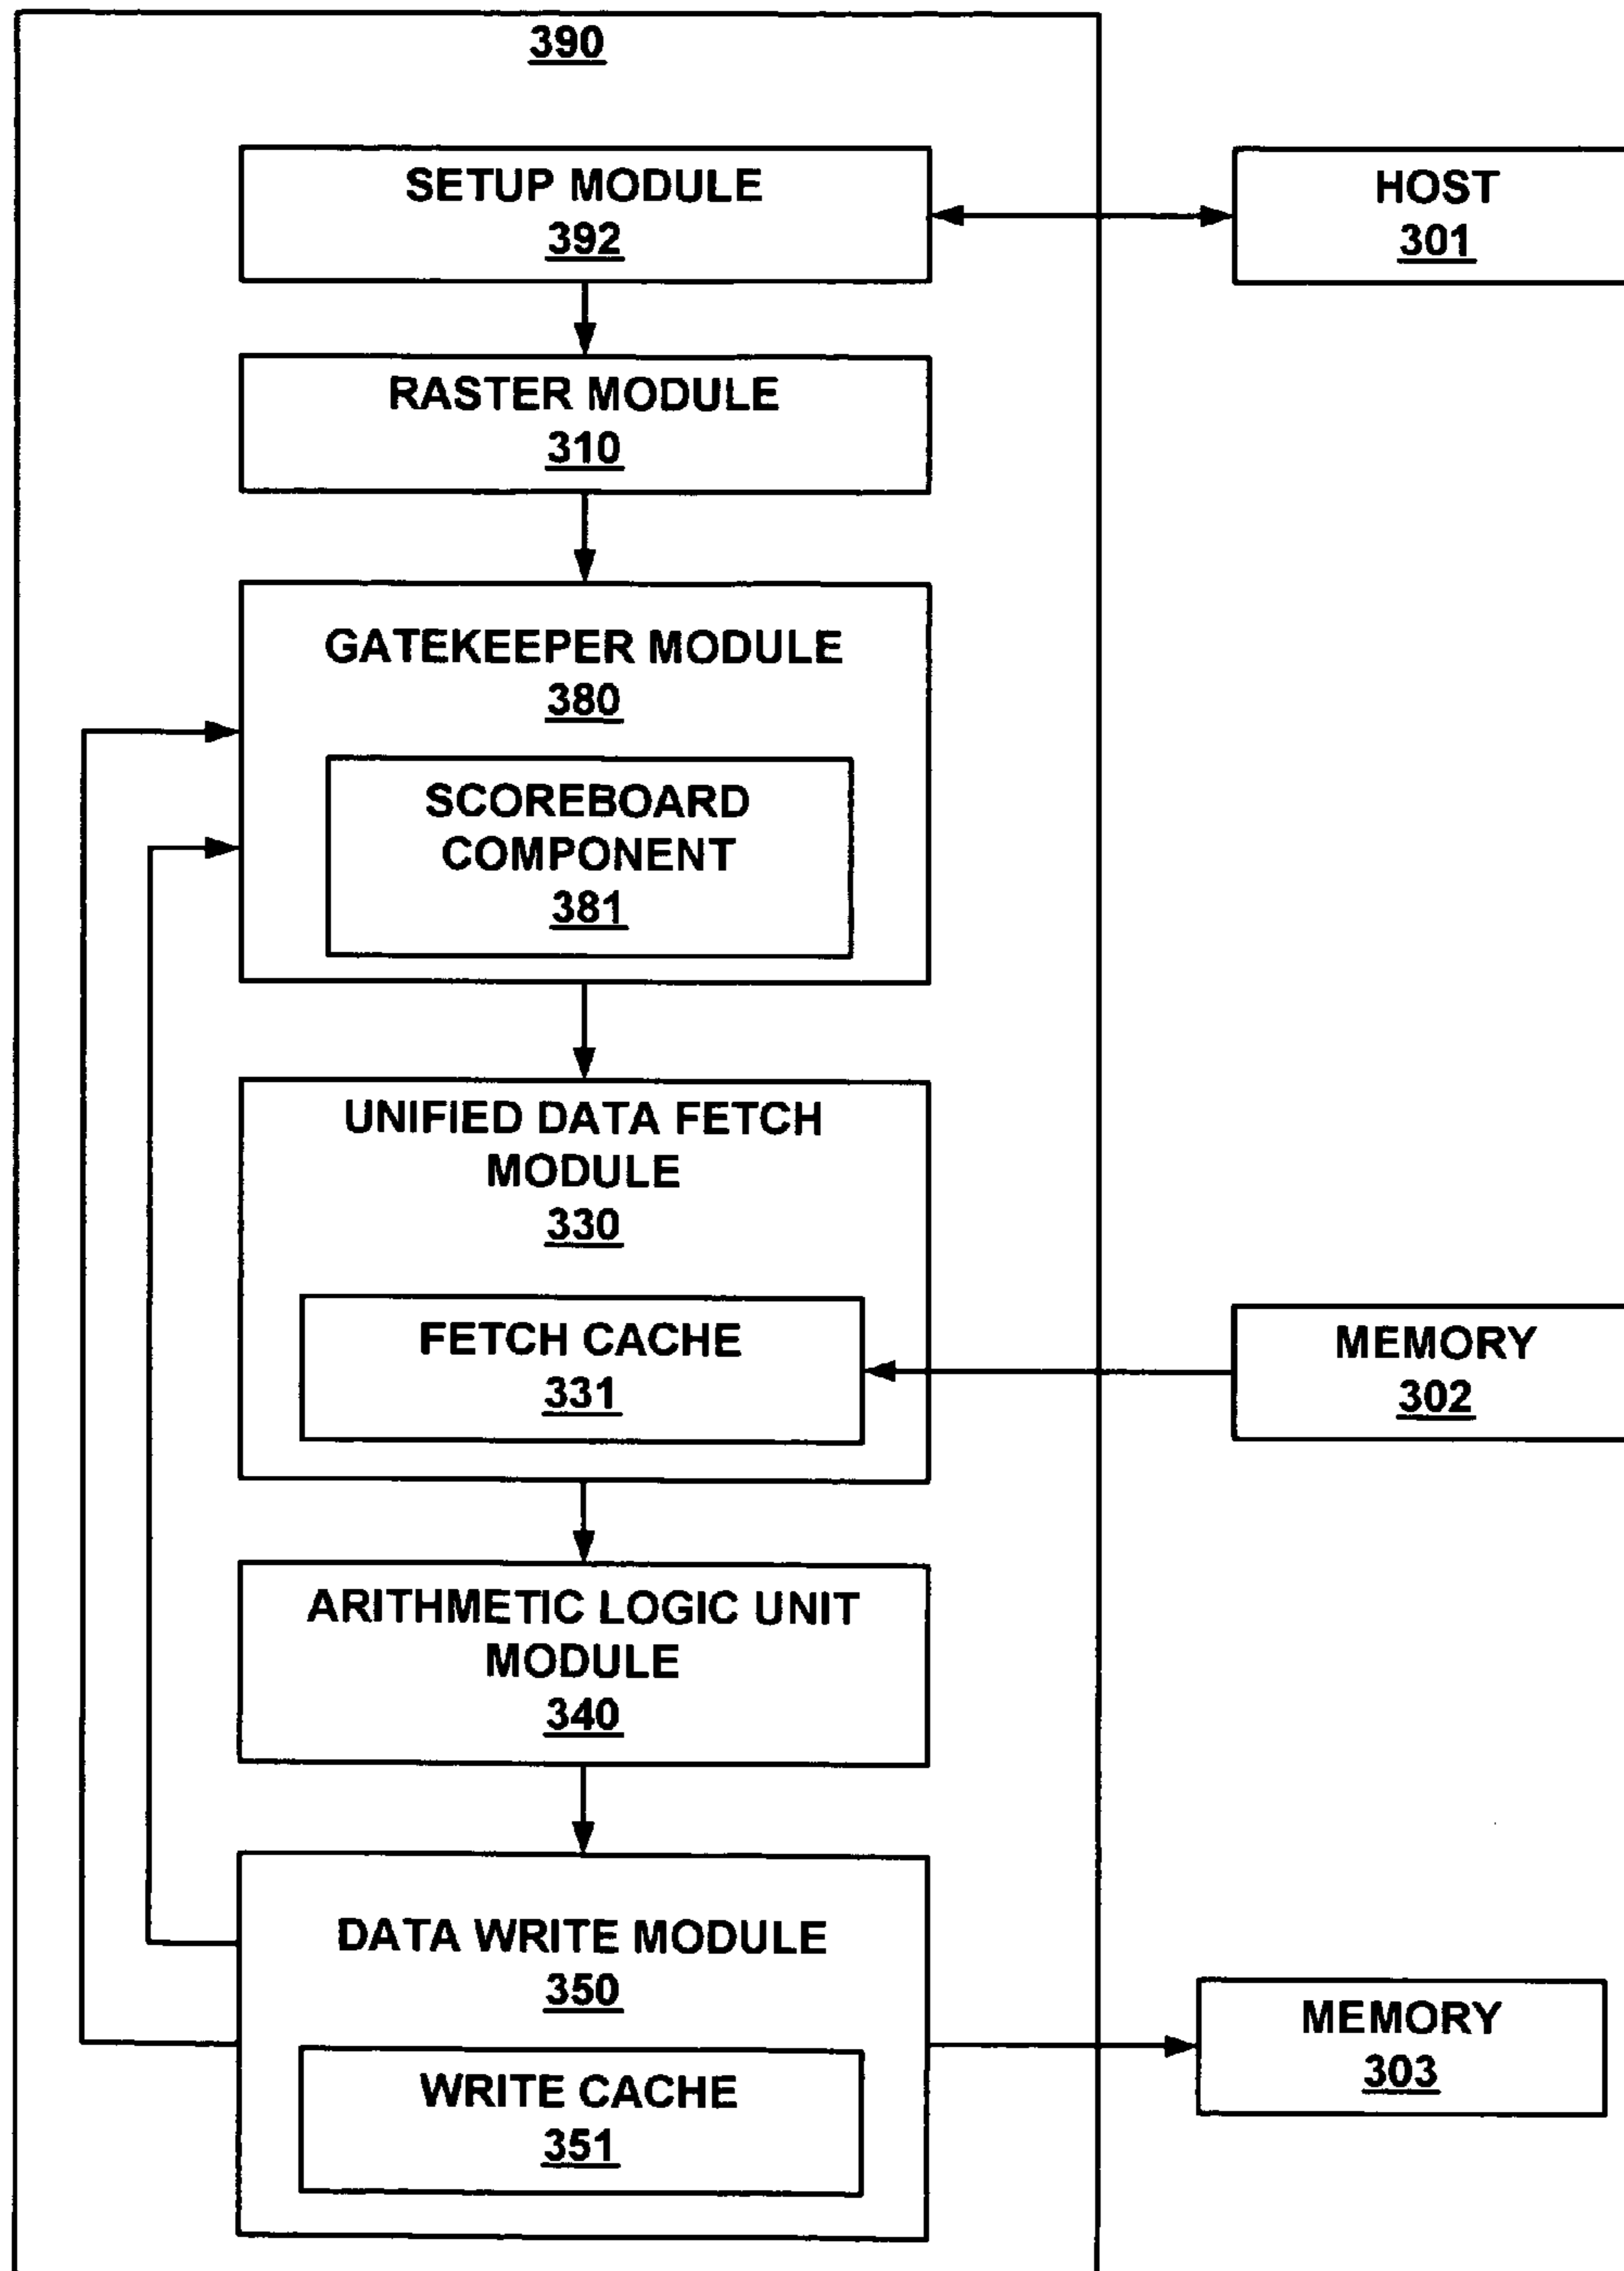 390
SETUP MODULE
392
HOST
301
RASTER MODULE
310
GATEKEEPER MODULE
380
SCOREBOARD
COMPONENT
381
UNIFIED DATA FETCH
MODULE
330
FETCH CACHE
331
MEMORY
302
ARITHMETIC LOGIC UNIT
MODULE
340
DATA WRITE MODULE
350
WRITE CACHE
351
MEMORY
303